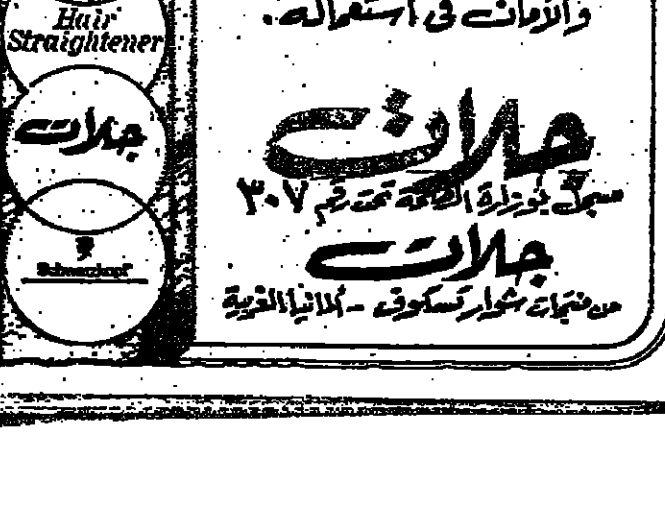 Hair
Straightener
جلات
Schwarzkopf
والأمان فى استعماله .
جلات
مسجل بوزارة الصحة تحت رقم ٣٠٧
جلات
من منتجات شوارتسكوف - ألمانيا الغربية